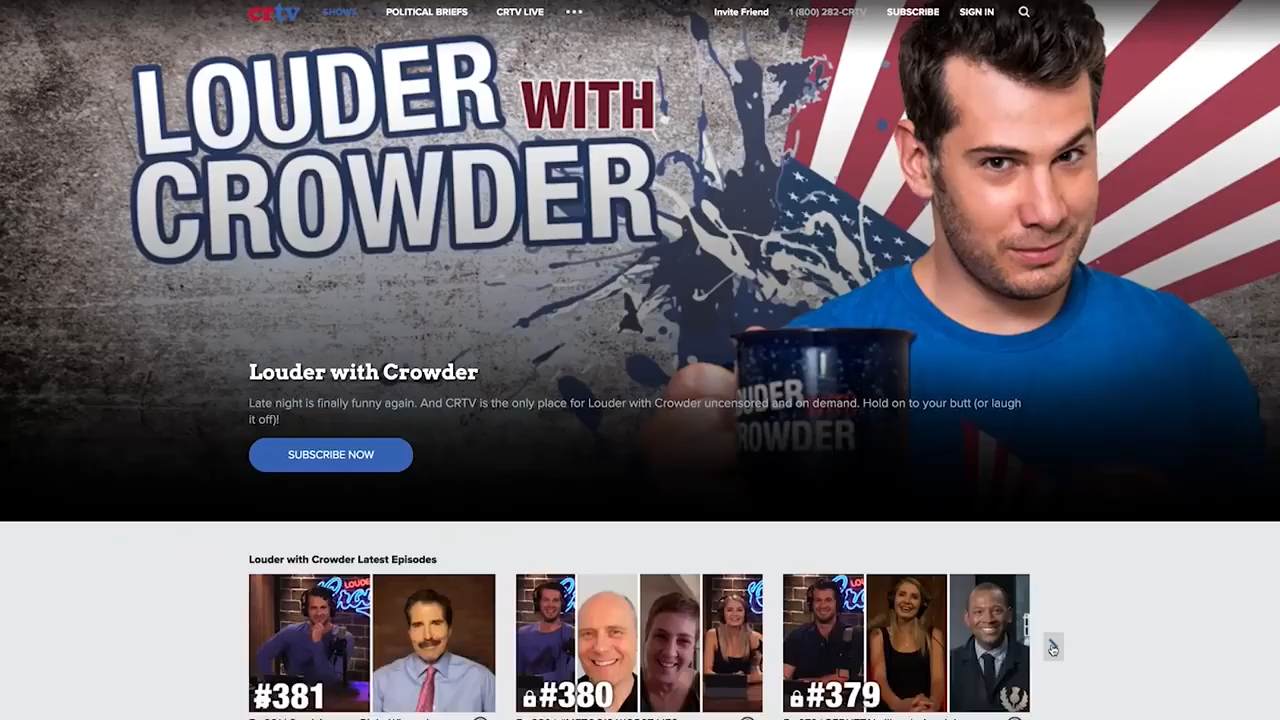 crtv SHOWS POLITICAL BRIEFS CRTV LIVE ••• Invite Friend 1 (800) 282-CRTV SUBSCRIBE SIGN IN
LOUDER WITH
CROWDER
Louder with Crowder
Late night is finally funny again. And CRTV is the only place for Louder with Crowder uncensored and on demand. Hold on to your butt (or laugh
it off)!
SUBSCRIBE NOW
ROWDER
Louder with Crowder Latest Episodes
#381 #380 #379